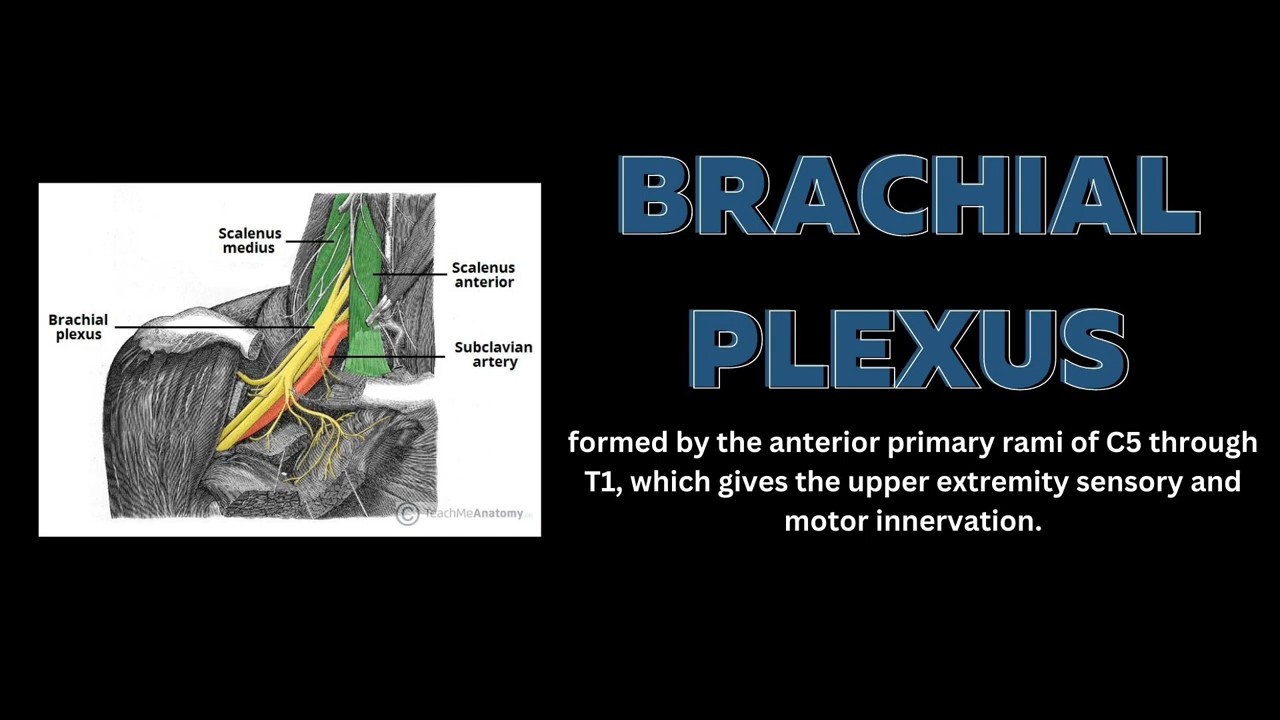 BRACHIAL
PLEXUS
formed by the anterior primary rami of C5 through
T1, which gives the upper extremity sensory and
motor innervation.
Scalenus
medius
Scalenus
anterior
Brachial
plexus
Subclavian
artery
© TeachMeAnatomy